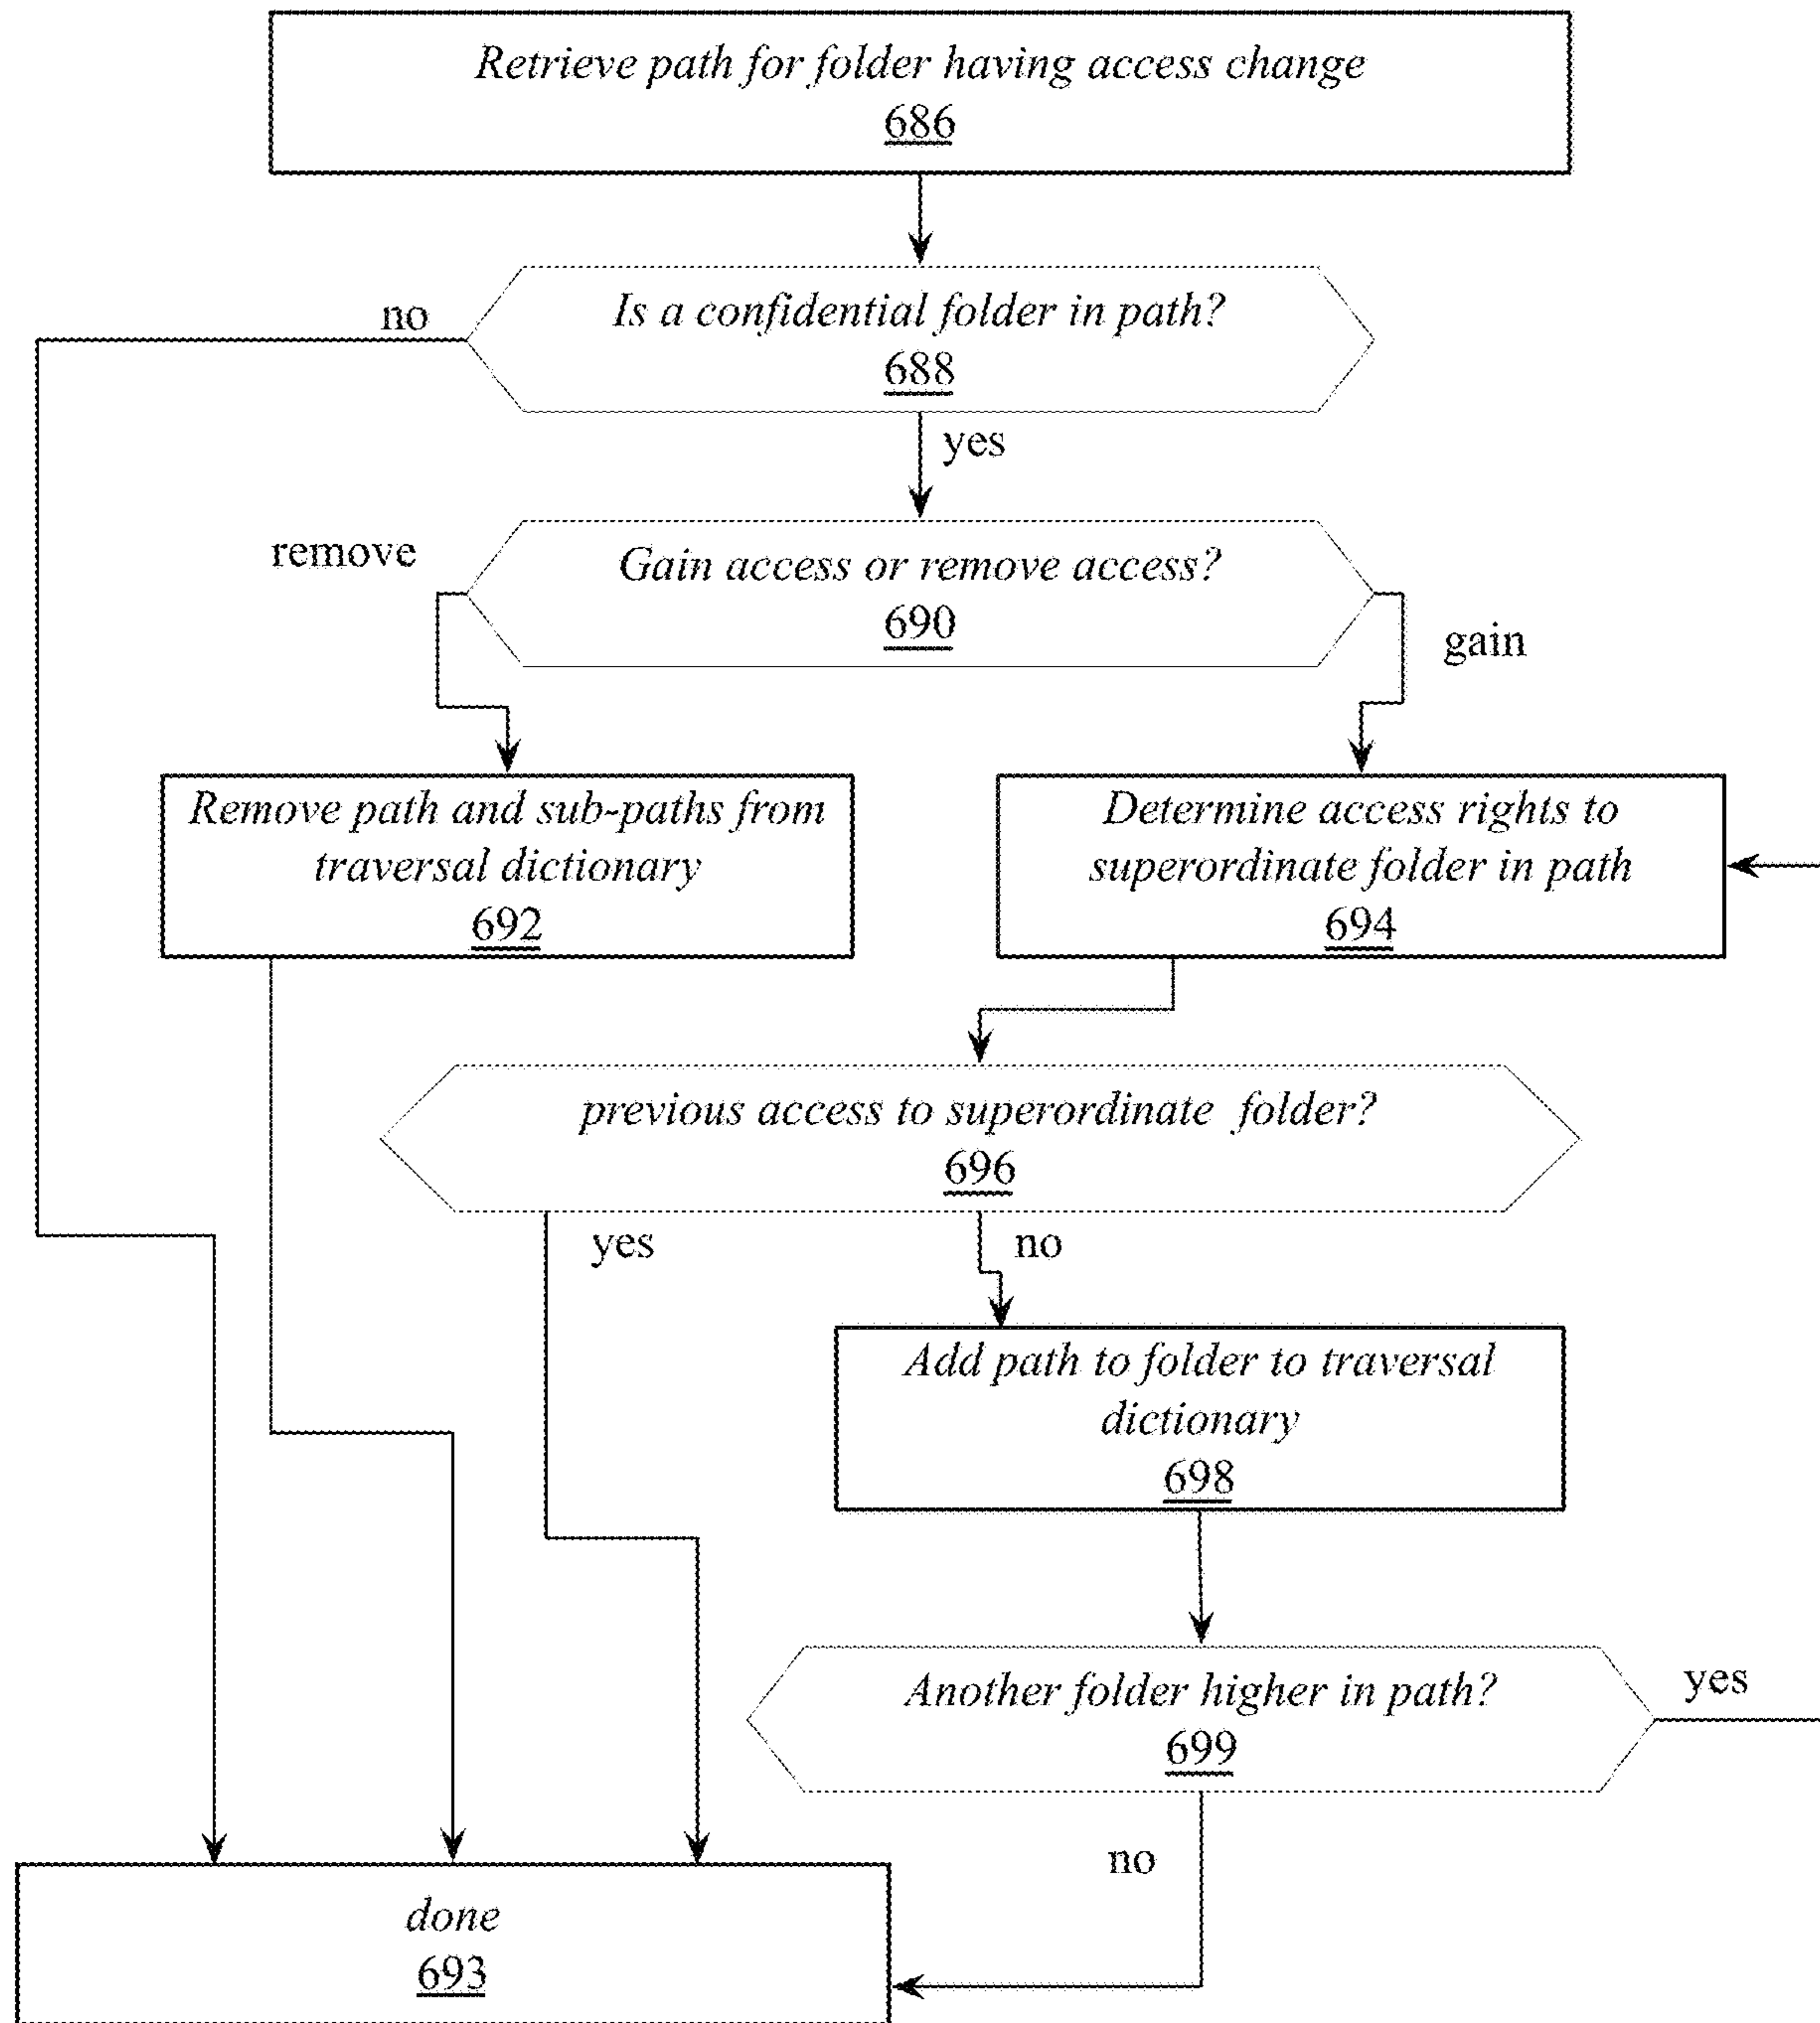 Retrieve path for folder having access change
686
no
Is a confidential folder in path?
688
yes
remove
Gain access or remove access?
690
gain
Remove path and sub-paths from
traversal dictionary
692
Determine access rights to
superordinate folder in path
694
previous access to superordinate folder?
696
yes
no
Add path to folder to traversal
dictionary
698
Another folder higher in path?
699
yes
no
done
693